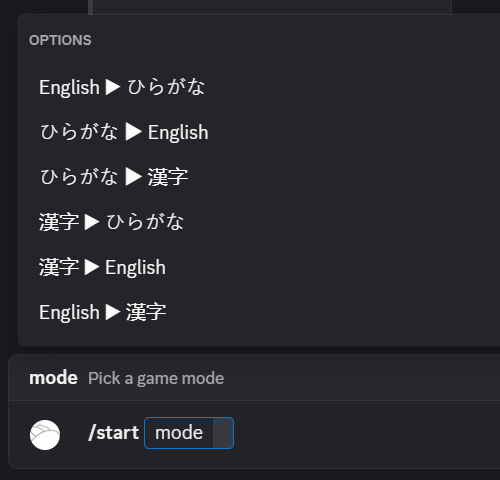 OPTIONS
English ▶ ひらがな
ひらがな ▶ English
ひらがな ▶ 漢字
漢字 ▶ ひらがな
漢字 ▶ English
English ▶ 漢字
mode Pick a game mode
/start mode